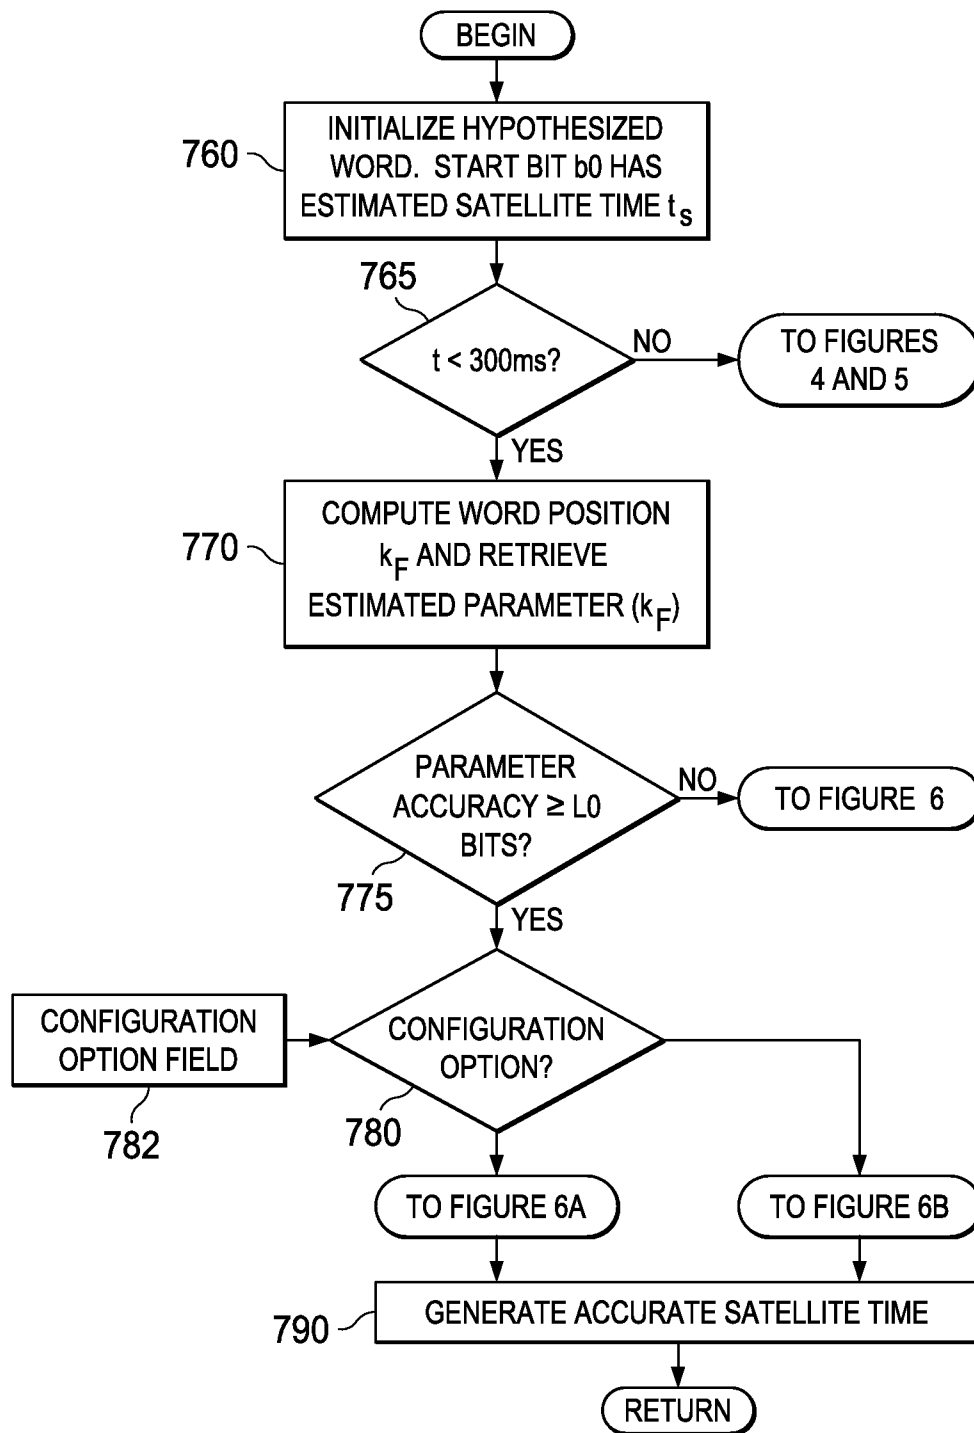 BEGIN
760
INITIALIZE HYPOTHESIZED
WORD. START BIT b0 HAS
ESTIMATED SATELLITE TIME ts
765
t < 300ms?
NO
TO FIGURES
4 AND 5
YES
770
COMPUTE WORD POSITION
kF AND RETRIEVE
ESTIMATED PARAMETER (kF)
PARAMETER
ACCURACY ≥ L0
BITS?
775
NO
TO FIGURE 6
YES
CONFIGURATION
OPTION FIELD
782
CONFIGURATION
OPTION?
780
TO FIGURE 6A
TO FIGURE 6B
790
GENERATE ACCURATE SATELLITE TIME
RETURN